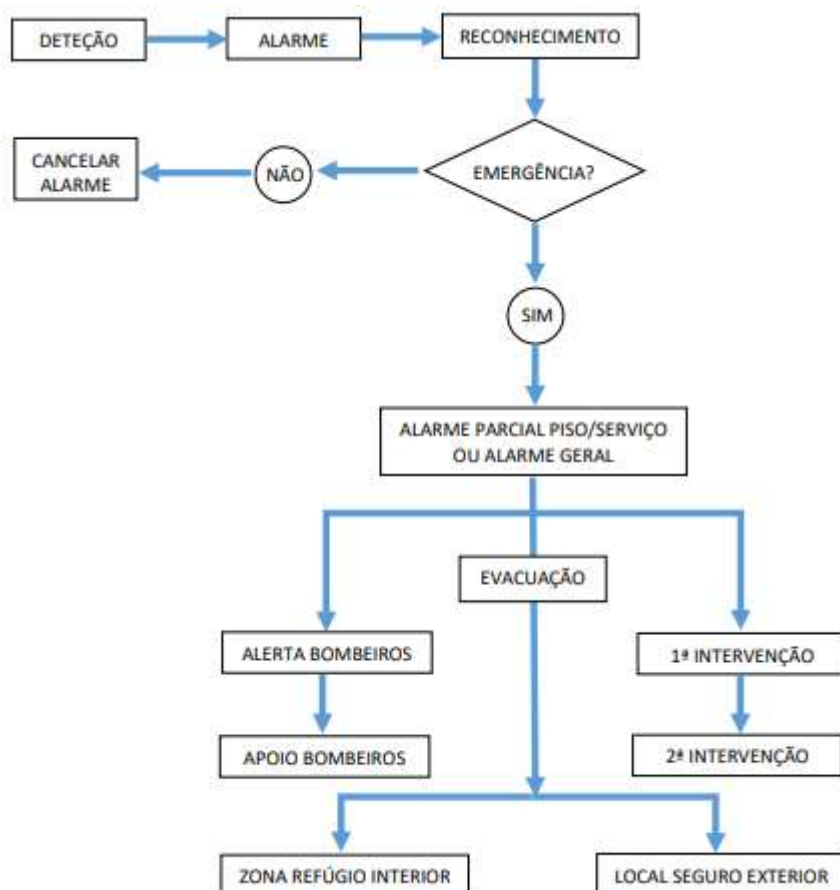 DETEÇÃO
ALARME
RECONHECIMENTO
CANCELAR
ALARME
NÃO
EMERGÊNCIA?
SIM
ALARME PARCIAL PISO/SERVIÇO
OU ALARME GERAL
EVACUAÇÃO
ALERTA BOMBEIROS
1ª INTERVENÇÃO
APOIO BOMBEIROS
2ª INTERVENÇÃO
ZONA REFÚGIO INTERIOR
LOCAL SEGURO EXTERIOR